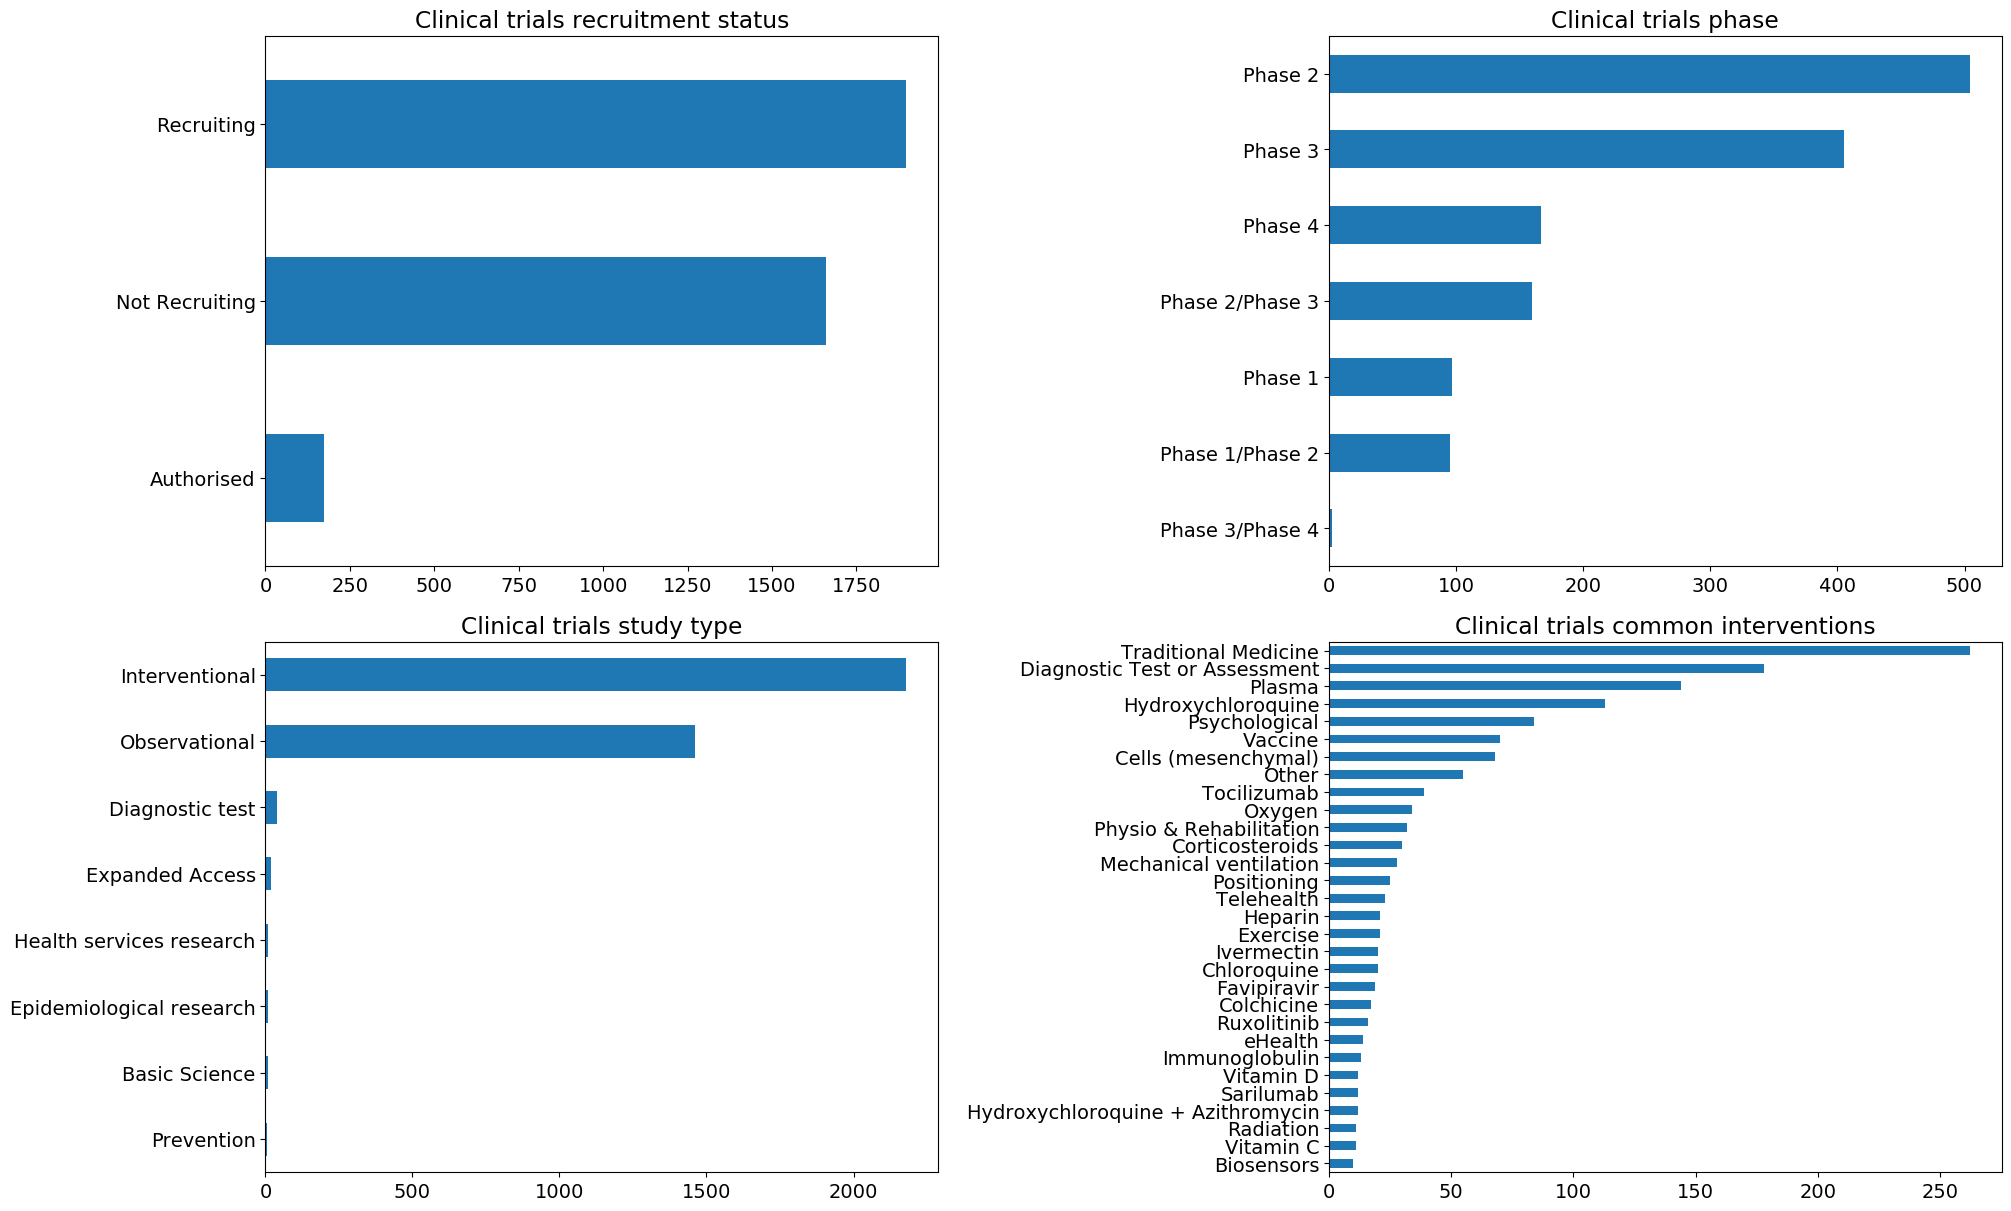 Clinical trials recruitment status
Recruiting
Not Recruiting
Authorised
0 250 500 750 1000 1250 1500 1750
Clinical trials phase
Phase 2
Phase 3
Phase 4
Phase 2/Phase 3
Phase 1
Phase 1/Phase 2
Phase 3/Phase 4
0 100 200 300 400 500
Clinical trials study type
Interventional
Observational
Diagnostic test
Expanded Access
Health services research
Epidemiological research
Basic Science
Prevention
0 500 1000 1500 2000
Clinical trials common interventions
Traditional Medicine
Diagnostic Test or Assessment
Plasma
Hydroxychloroquine
Psychological
Vaccine
Cells (mesenchymal)
Other
Tocilizumab
Oxygen
Physio & Rehabilitation
Corticosteroids
Mechanical ventilation
Positioning
Telehealth
Heparin
Exercise
Ivermectin
Chloroquine
Favipiravir
Colchicine
Ruxolitinib
eHealth
Immunoglobulin
Vitamin D
Sarilumab
Hydroxychloroquine + Azithromycin
Radiation
Vitamin C
Biosensors
0 50 100 150 200 250